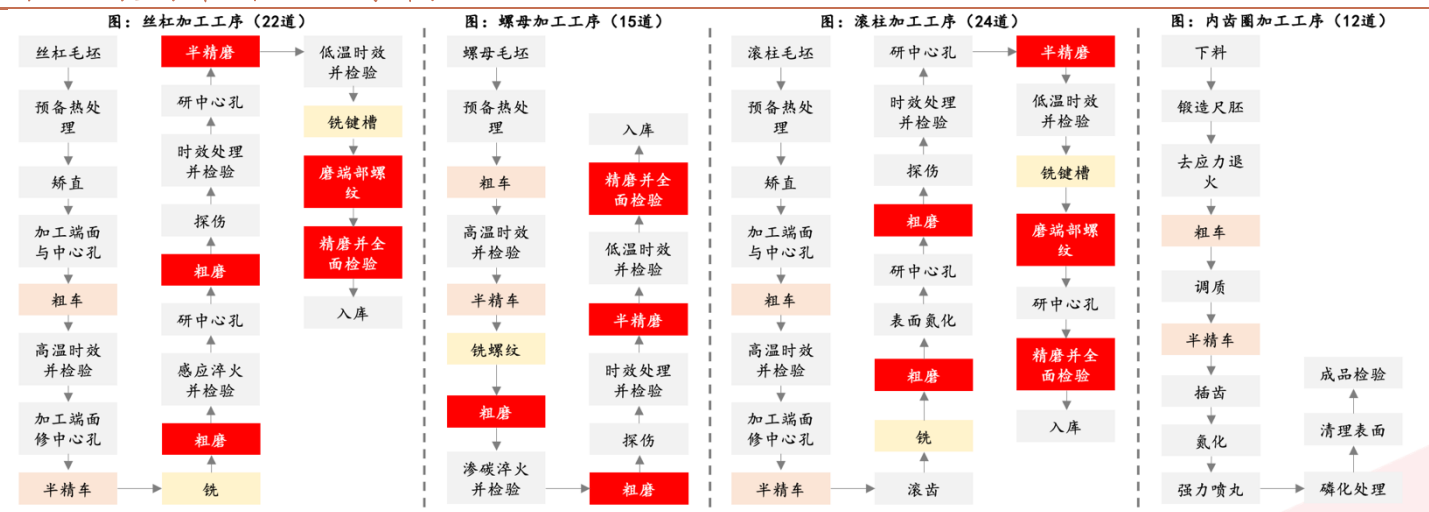 图：丝杠加工工序（22道）
丝杠毛坯
预备热处
理
矫直
加工端面
与中心孔
粗车
高温时效
并检验
加工端面
修中心孔
半精车
铣
粗磨
感应淬火
并检验
研中心孔
粗磨
探伤
时效处理
并检验
研中心孔
半精磨
低温时效
并检验
铣键槽
磨端部螺
纹
精磨并全
面检验
入库
图：螺母加工工序（15道）
螺母毛坯
预备热处
理
粗车
高温时效
并检验
半精车
铣螺纹
粗磨
渗碳淬火
并检验
粗磨
探伤
时效处理
并检验
半精磨
低温时效
并检验
精磨并全
面检验
入库
图：滚柱加工工序（24道）
滚柱毛坯
预备热处
理
矫直
加工端面
与中心孔
粗车
高温时效
并检验
加工端面
修中心孔
半精车
滚齿
铣
粗磨
表面氮化
研中心孔
粗磨
探伤
时效处理
并检验
研中心孔
半精磨
低温时效
并检验
铣键槽
磨端部螺
纹
研中心孔
精磨并全
面检验
入库
图：内齿圈加工工序（12道）
下料
锻造尺胚
去应力退
火
粗车
调质
半精车
插齿
氮化
强力喷丸
磷化处理
清理表面
成品检验